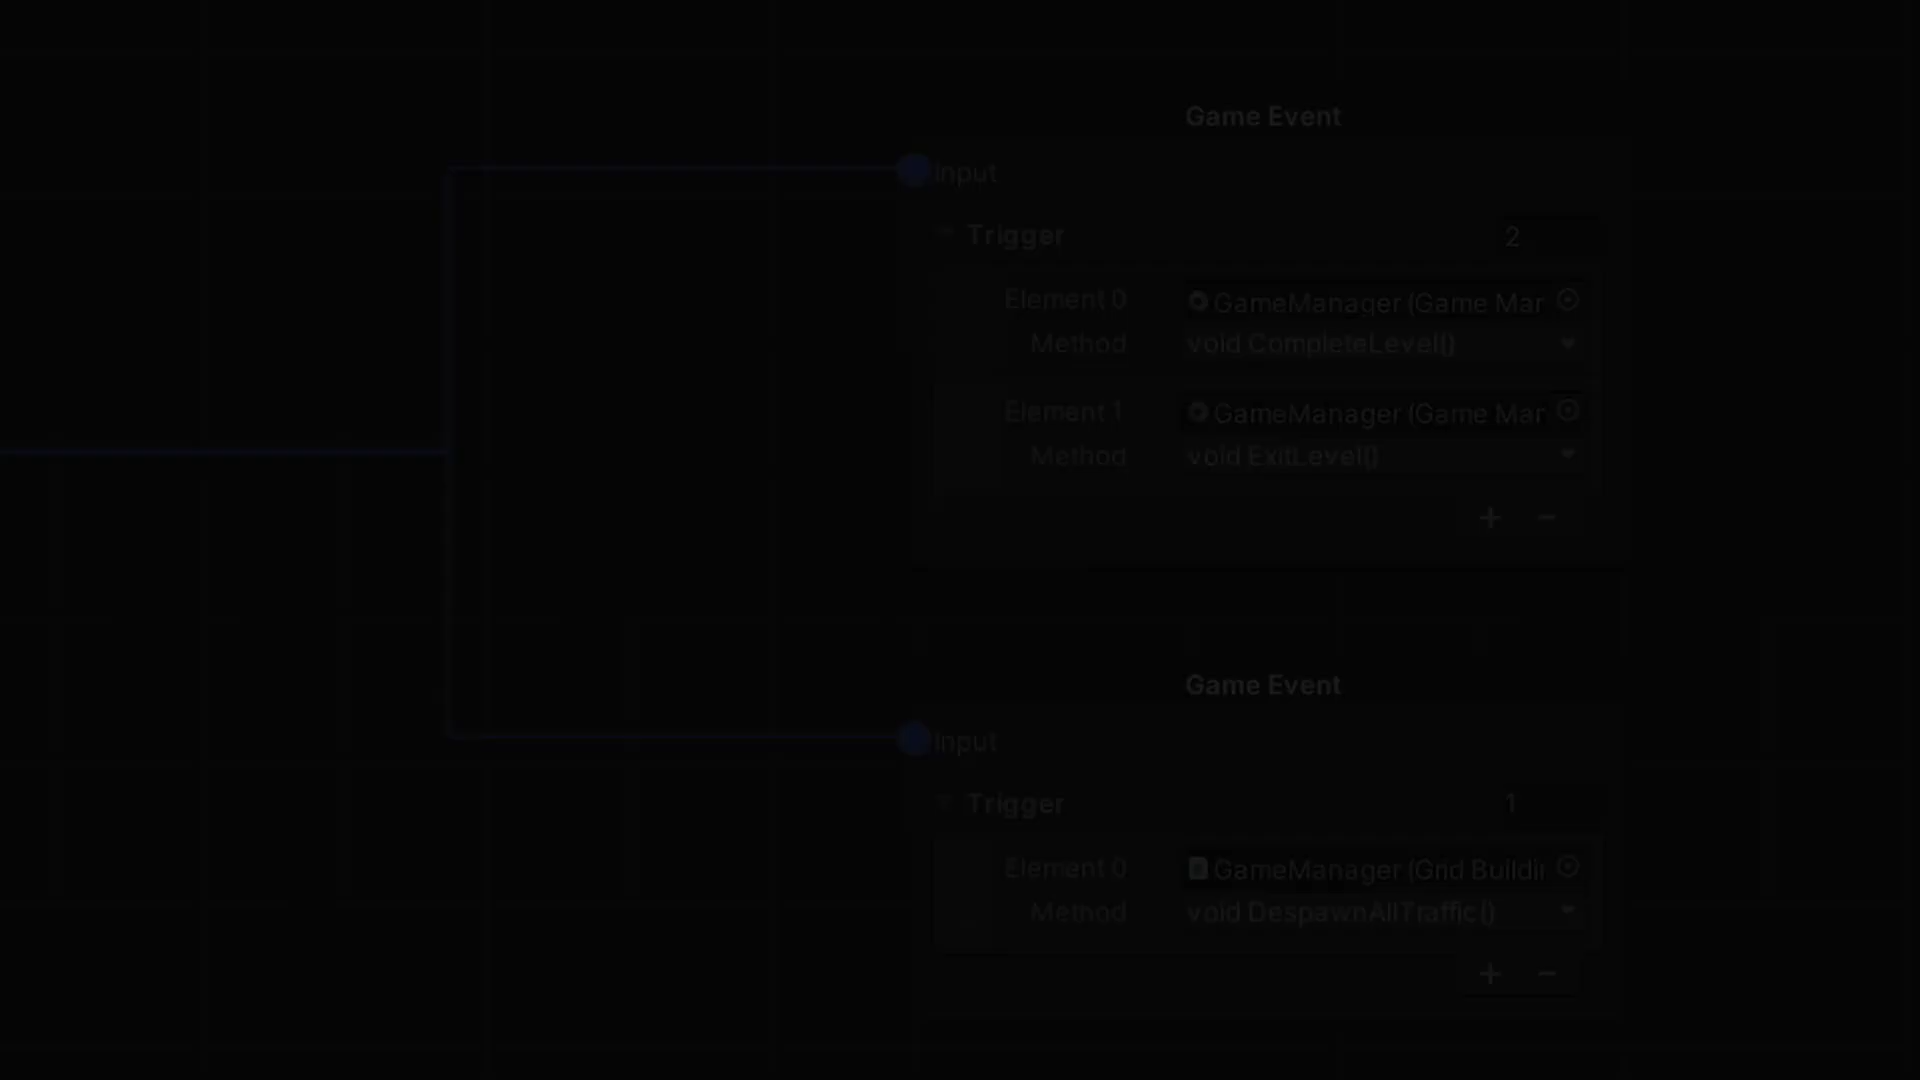 Game Event
Input
Trigger 2
Element 0 GameManager (Game Mar
Method void CompleteLevel()
Element 1 GameManager (Game Mar
Method void ExitLevel()
+ −
Game Event
Input
Trigger 1
Element 0 GameManager (Grid Buildir
Method void DespawnAllTraffic()
+ −